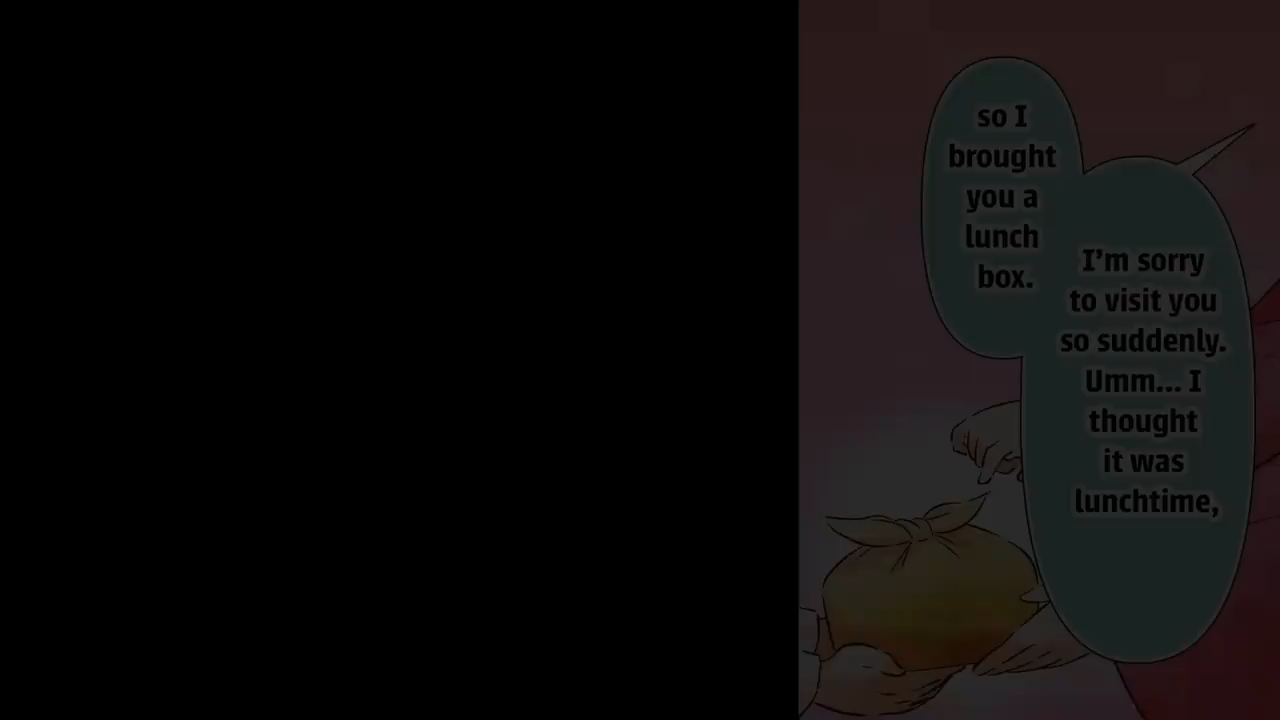 I'm sorry
to visit you
so suddenly.
Umm... I
thought
it was
lunchtime,
so I
brought
you a
lunch
box.